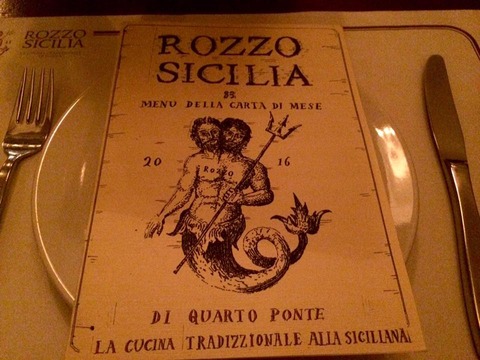 ROZZO
SICILIA
ROZZO
SICILIA
MENU DELLA CARTA DI MESE
ROZZO
20 16
DI QUARTO PONTE
LA CUCINA TRADIZZIONALE ALLA SICILIANA